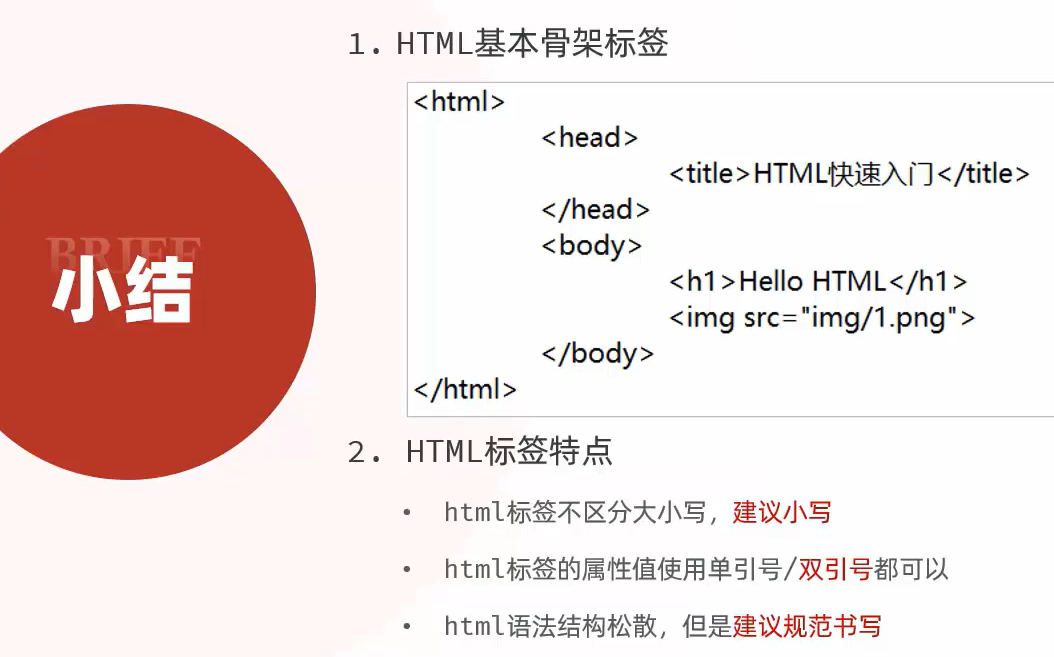 BRIEF
小结
1. HTML基本骨架标签
<html>
<head>
<title>HTML快速入门</title>
</head>
<body>
<h1>Hello HTML</h1>
<img src="img/1.png">
</body>
</html>
2. HTML标签特点
• html标签不区分大小写，建议小写
• html标签的属性值使用单引号/双引号都可以
• html语法结构松散，但是建议规范书写